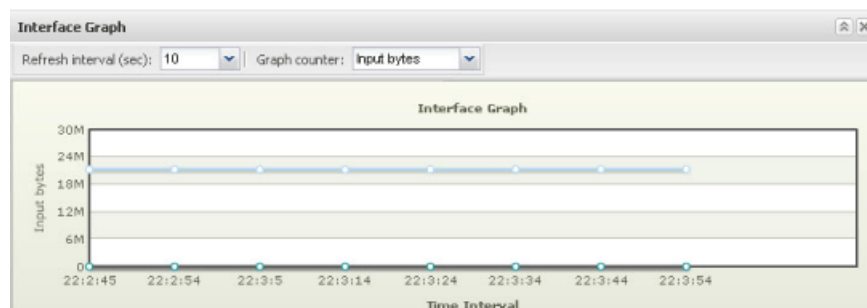 Interface Graph
Refresh interval (sec): 10 Graph counter: Input bytes
Interface Graph
30M
24M
18M
12M
6M
0
Input bytes
22:2:45 22:2:54 22:3:5 22:3:14 22:3:24 22:3:34 22:3:44 22:3:54
Time Interval